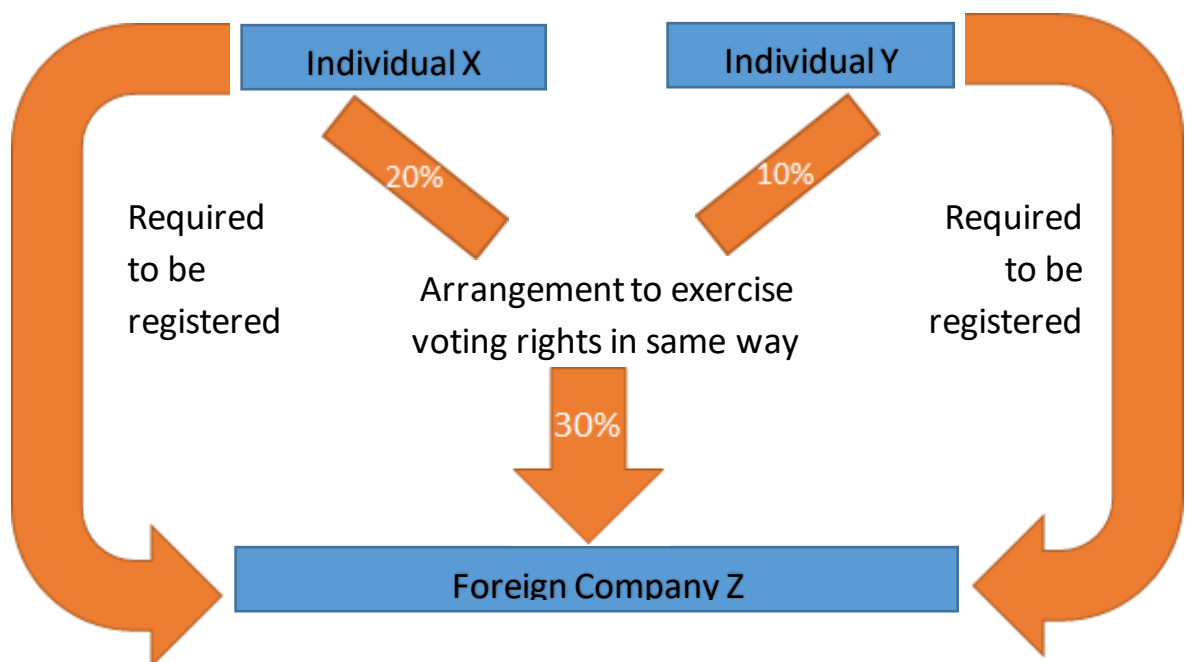 Individual X
Individual Y
20%
10%
Required
to be
registered
Required
to be
registered
Arrangement to exercise
voting rights in same way
30%
Foreign Company Z